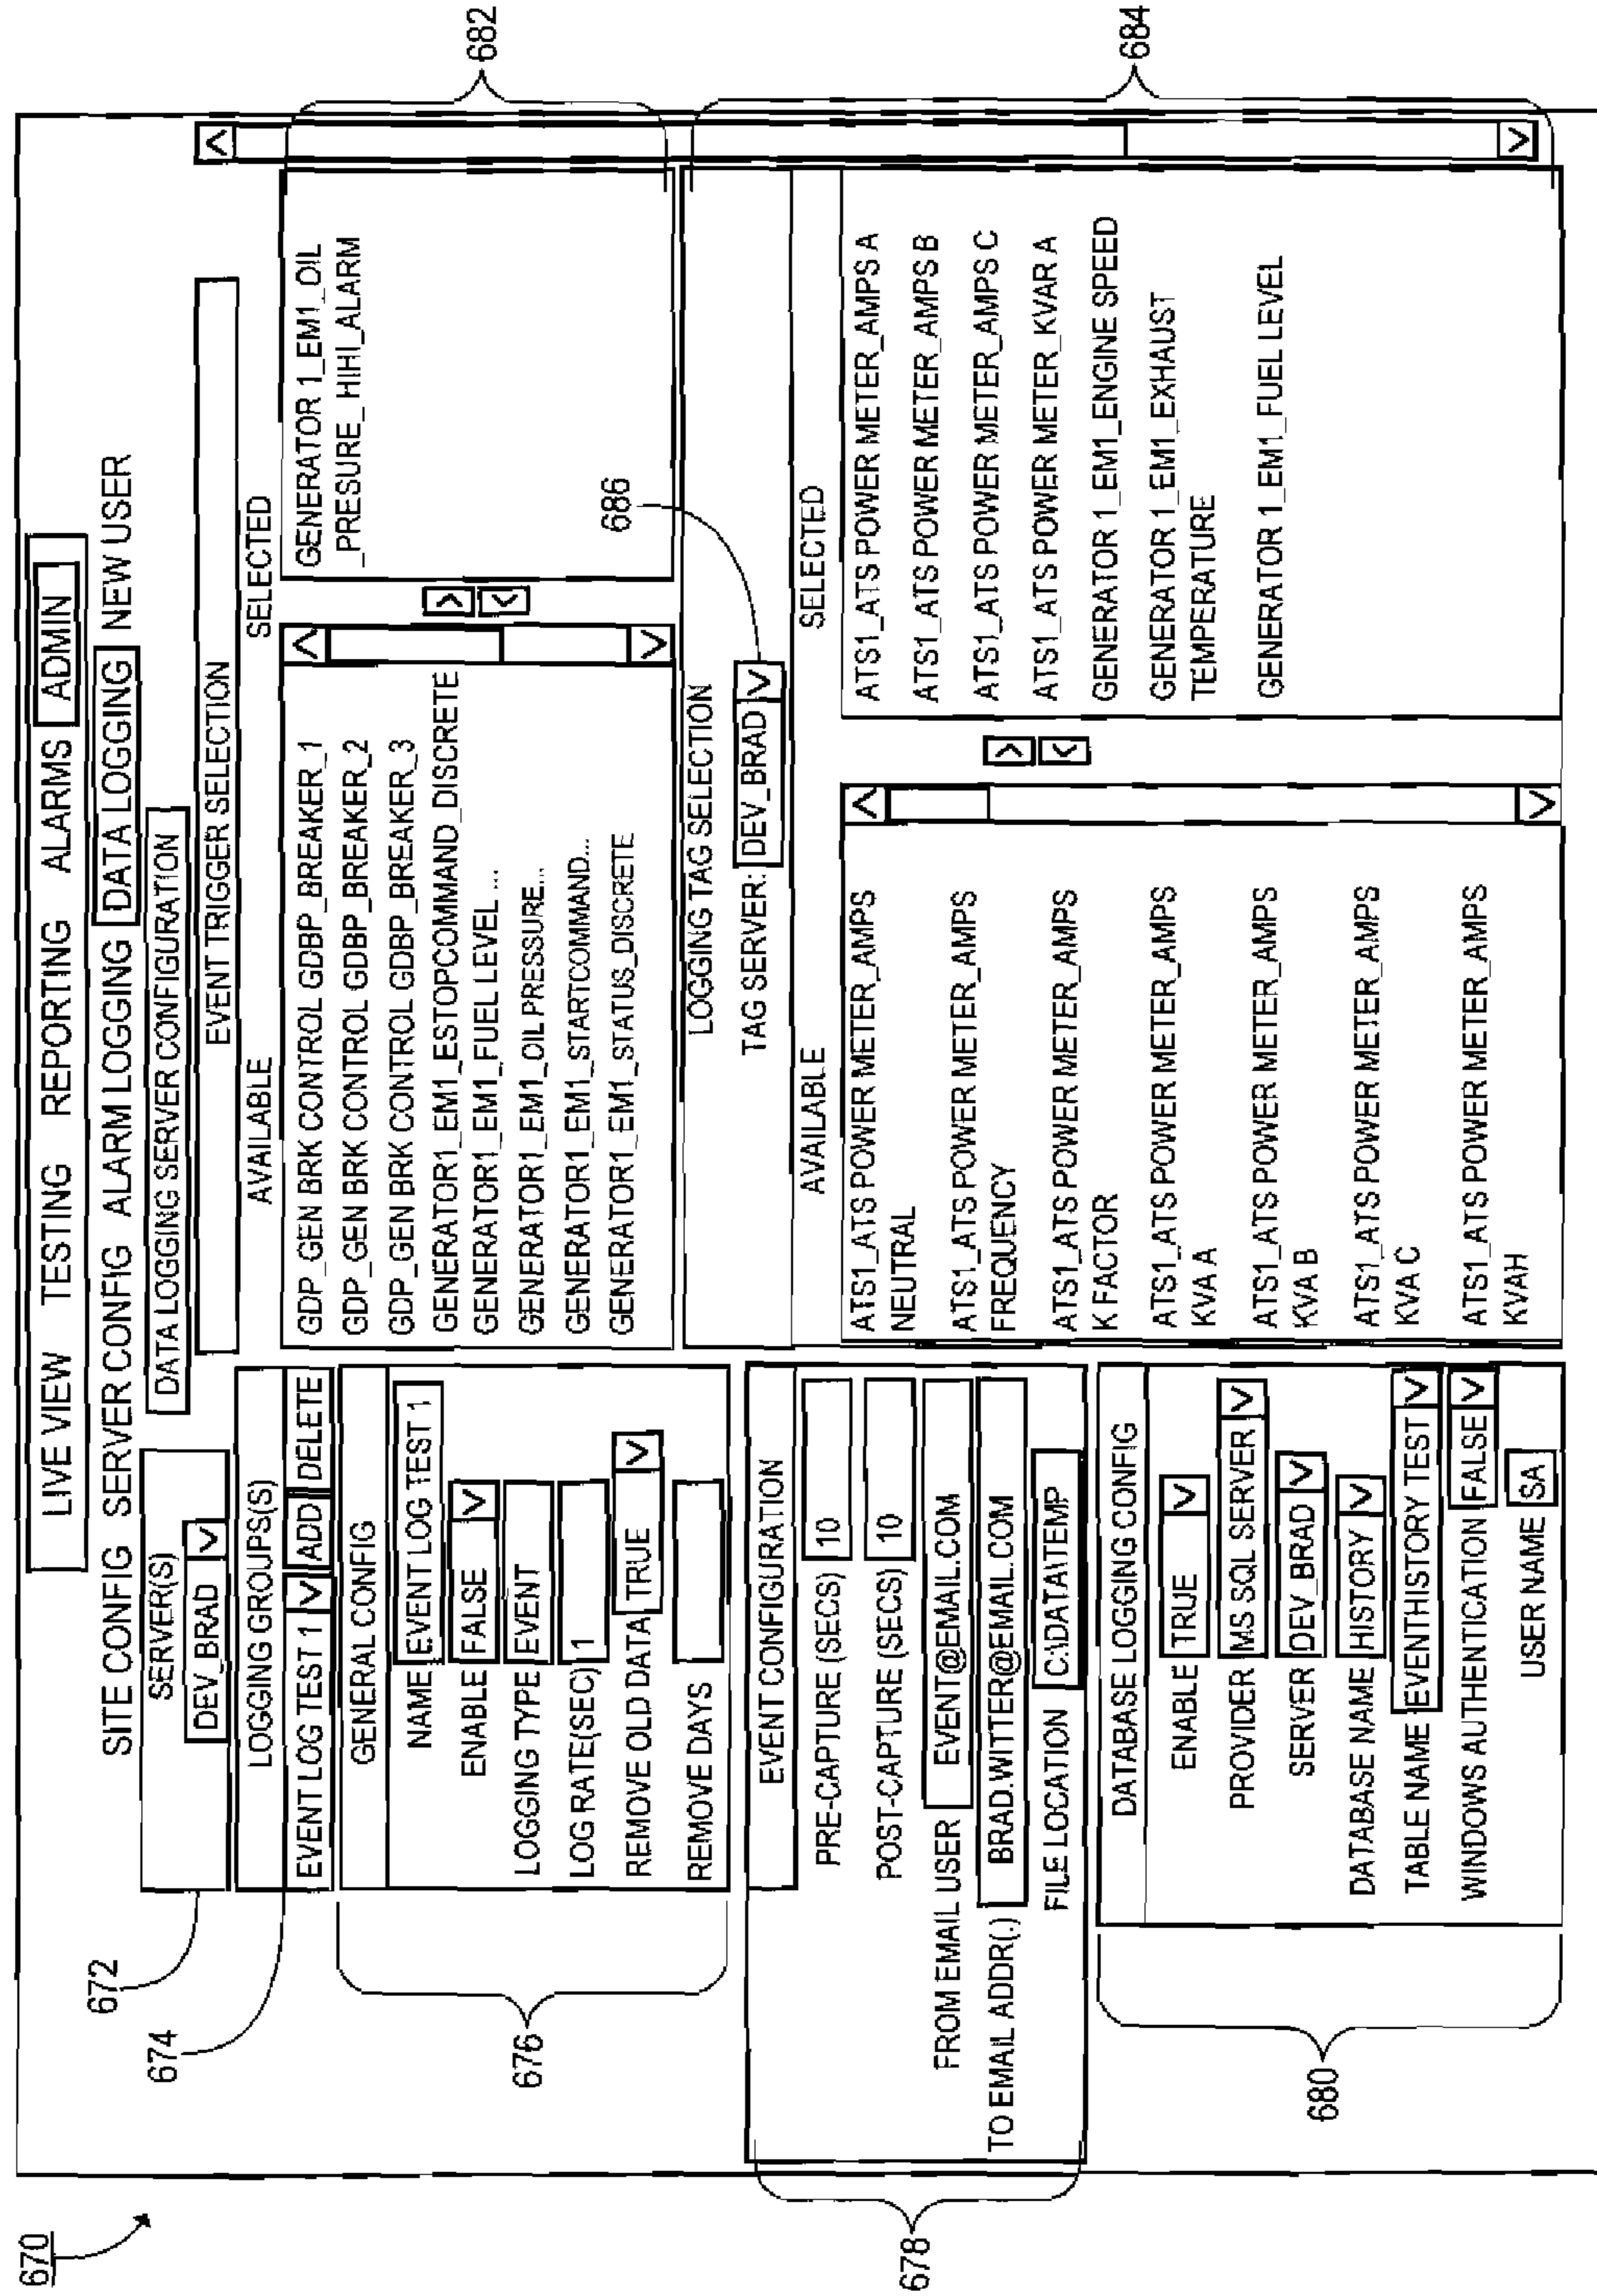 670
LIVE VIEW TESTING REPORTING ALARMS ADMIN
SITE CONFIG SERVER CONFIG ALARM LOGGING DATA LOGGING NEW USER
DATA LOGGING SERVER CONFIGURATION
672
SERVER(S)
DEV_BRAD
674
LOGGING GROUPS(S)
EVENT LOG TEST 1 ADD DELETE
676
GENERAL CONFIG
NAME EVENT LOG TEST 1
ENABLE FALSE
LOGGING TYPE EVENT
LOG RATE(SEC) 1
REMOVE OLD DATA TRUE
REMOVE DAYS
678
EVENT CONFIGURATION
PRE-CAPTURE (SECS) 10
POST-CAPTURE (SECS) 10
FROM EMAIL USER EVENT@EMAIL.COM
TO EMAIL ADDR(.) BRAD.WITTER@EMAIL.COM
FILE LOCATION C:\DATATEMP
680
DATABASE LOGGING CONFIG
ENABLE TRUE
PROVIDER MS SQL SERVER
SERVER DEV_BRAD
DATABASE NAME HISTORY
TABLE NAME EVENTHISTORY TEST
WINDOWS AUTHENTICATION FALSE
USER NAME SA
EVENT TRIGGER SELECTION
AVAILABLE SELECTED
GDP_GEN BRK CONTROL GDBP_BREAKER_1
GDP_GEN BRK CONTROL GDBP_BREAKER_2
GDP_GEN BRK CONTROL GDBP_BREAKER_3
GENERATOR1_EM1_ESTOPCOMMAND_DISCRETE
GENERATOR1_EM1_FUEL LEVEL ...
GENERATOR1_EM1_OIL PRESSURE...
GENERATOR1_EM1_STARTCOMMAND...
GENERATOR1_EM1_STATUS_DISCRETE
GENERATOR 1_EM1_OIL
_PRESURE_HIHI_ALARM
682
LOGGING TAG SELECTION
TAG SERVER: DEV_BRAD
686
AVAILABLE SELECTED
ATS1_ATS POWER METER_AMPS
NEUTRAL
ATS1_ATS POWER METER_AMPS
FREQUENCY
ATS1_ATS POWER METER_AMPS
K FACTOR
ATS1_ATS POWER METER_AMPS
KVA A
ATS1_ATS POWER METER_AMPS
KVA B
ATS1_ATS POWER METER_AMPS
KVA C
ATS1_ATS POWER METER_AMPS
KVAH
ATS1_ATS POWER METER_AMPS A
ATS1_ATS POWER METER_AMPS B
ATS1_ATS POWER METER_AMPS C
ATS1_ATS POWER METER_KVAR A
GENERATOR 1_EM1_ENGINE SPEED
GENERATOR 1_EM1_EXHAUST
TEMPERATURE
GENERATOR 1_EM1_FUEL LEVEL
684